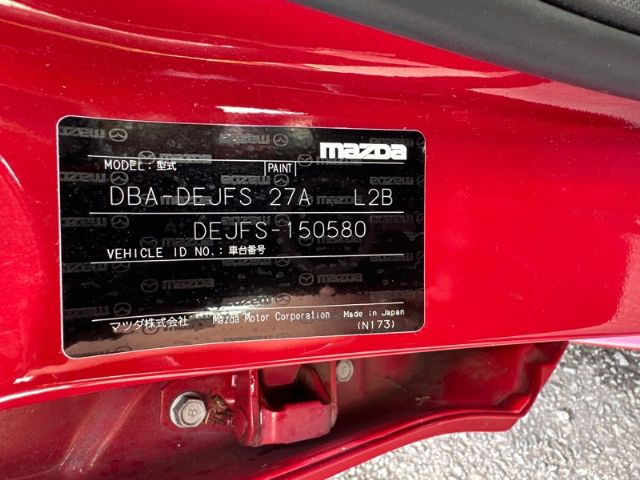 mazda
MODEL:型式 PAINT
DBA-DEJFS 27A L2B
DEJFS-150580
VEHICLE ID NO.:車台番号
マツダ株式会社 Mazda Motor Corporation Made in Japan
(N173)